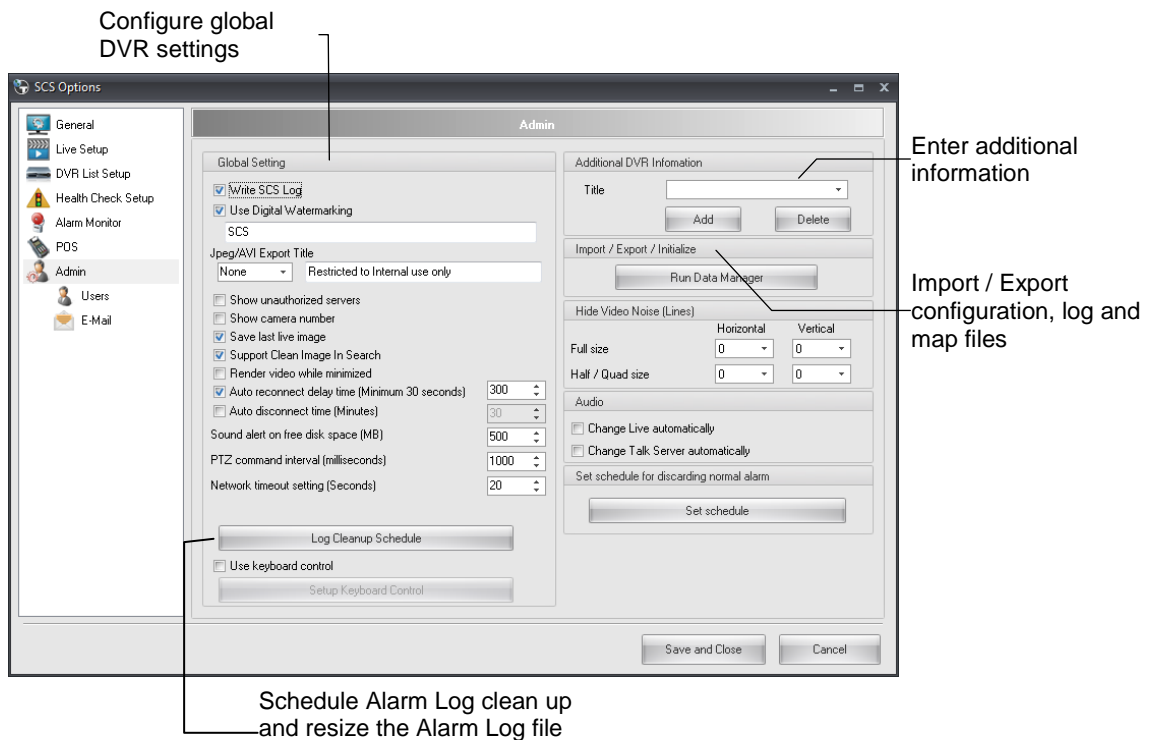 Configure global
DVR settings
SCS Options
General
Live Setup
DVR List Setup
Health Check Setup
Alarm Monitor
POS
Admin
Users
E-Mail
Admin
Global Setting
Write SCS Log
Use Digital Watermarking
SCS
Jpeg/AVI Export Title
None
Restricted to Internal use only
Show unauthorized servers
Show camera number
Save last live image
Support Clean Image In Search
Render video while minimized
Auto reconnect delay time (Minimum 30 seconds) 300
Auto disconnect time (Minutes) 30
Sound alert on free disk space (MB) 500
PTZ command interval (milliseconds) 1000
Network timeout setting (Seconds) 20
Log Cleanup Schedule
Use keyboard control
Setup Keyboard Control
Additional DVR Infomation
Title
Add Delete
Import / Export / Initialize
Run Data Manager
Hide Video Noise (Lines)
Horizontal Vertical
Full size 0 0
Half / Quad size 0 0
Audio
Change Live automatically
Change Talk Server automatically
Set schedule for discarding normal alarm
Set schedule
Save and Close Cancel
Enter additional
information
Import / Export
configuration, log and
map files
Schedule Alarm Log clean up
and resize the Alarm Log file